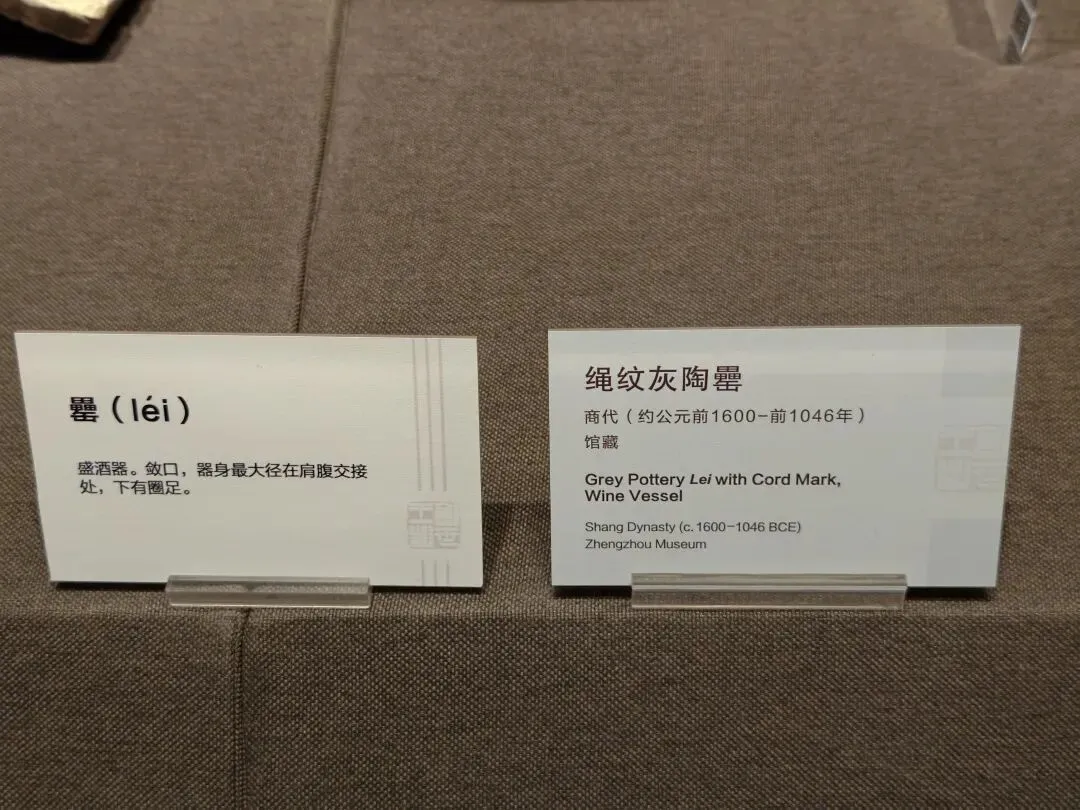 罍（léi）
盛酒器。敛口，器身最大径在肩腹交接
处，下有圈足。
绳纹灰陶罍
商代（约公元前1600-前1046年）
馆藏
Grey Pottery Lei with Cord Mark,
Wine Vessel
Shang Dynasty (c. 1600-1046 BCE)
Zhengzhou Museum